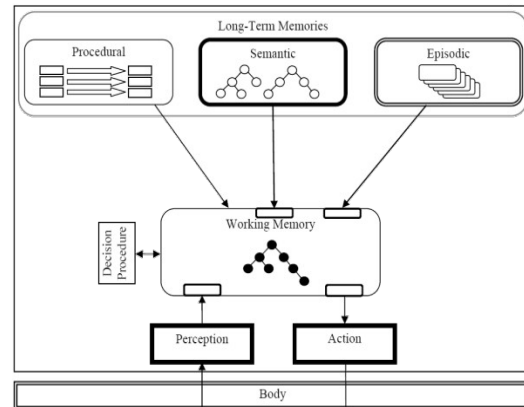 Long-Term Memories
Procedural
Semantic
Episodic
Working Memory
Decision
Procedure
Perception
Action
Body